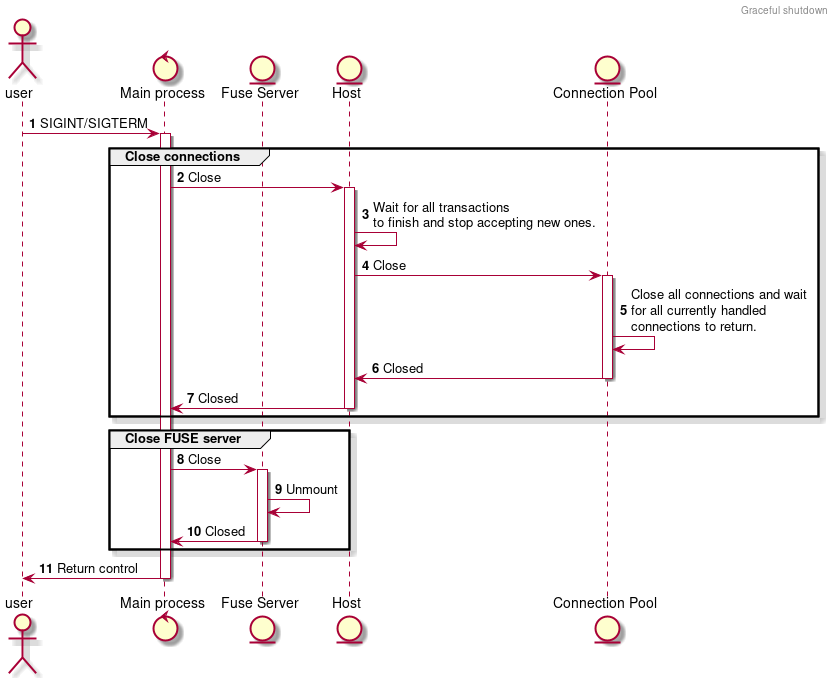 Graceful shutdown
user
Main process
Fuse Server
Host
Connection Pool
1 SIGINT/SIGTERM
Close connections
2 Close
3 Wait for all transactions
to finish and stop accepting new ones.
4 Close
Close all connections and wait
5 for all currently handled
connections to return.
6 Closed
7 Closed
Close FUSE server
8 Close
9 Unmount
10 Closed
11 Return control
user
Main process
Fuse Server
Host
Connection Pool